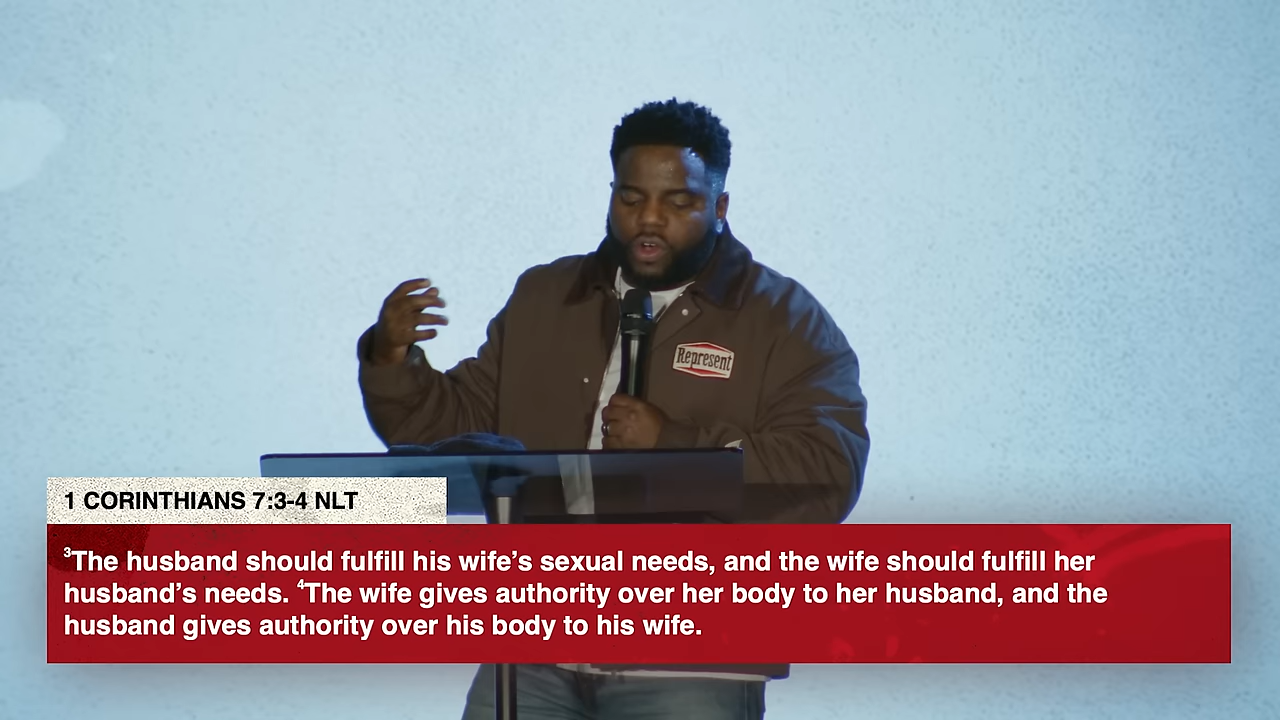 Represent
1 CORINTHIANS 7:3-4 NLT
³The husband should fulfill his wife’s sexual needs, and the wife should fulfill her
husband’s needs. ⁴The wife gives authority over her body to her husband, and the
husband gives authority over his body to his wife.